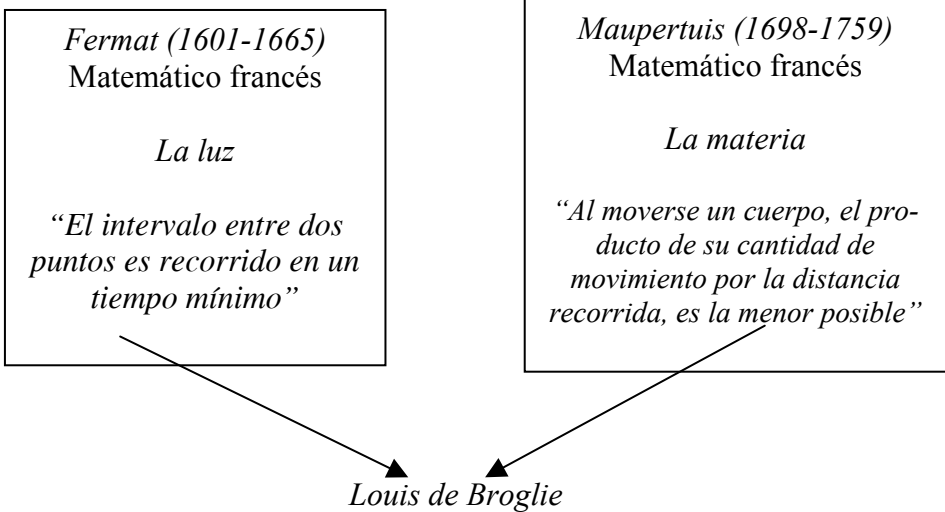 Fermat (1601-1665)
Matemático francés
La luz
“El intervalo entre dos
puntos es recorrido en un
tiempo mínimo”
Maupertuis (1698-1759)
Matemático francés
La materia
“Al moverse un cuerpo, el pro-
ducto de su cantidad de
movimiento por la distancia
recorrida, es la menor posible”
Louis de Broglie